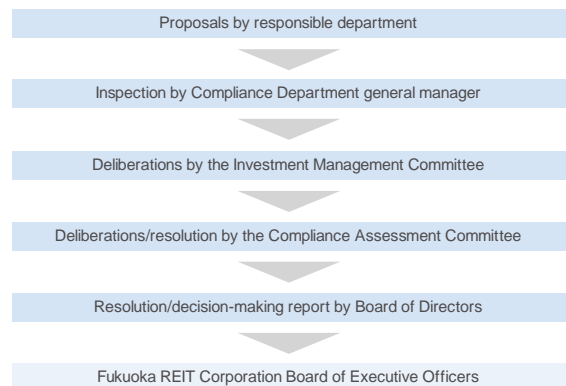 Proposals by responsible department
Inspection by Compliance Department general manager
Deliberations by the Investment Management Committee
Deliberations/resolution by the Compliance Assessment Committee
Resolution/decision-making report by Board of Directors
Fukuoka REIT Corporation Board of Executive Officers